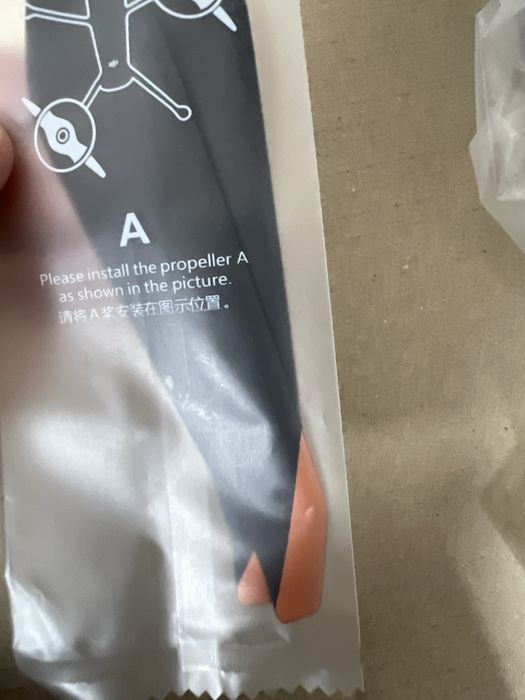 dji
A
Please install the propeller A
as shown in the picture.
请将 A 桨安装在图示位置。